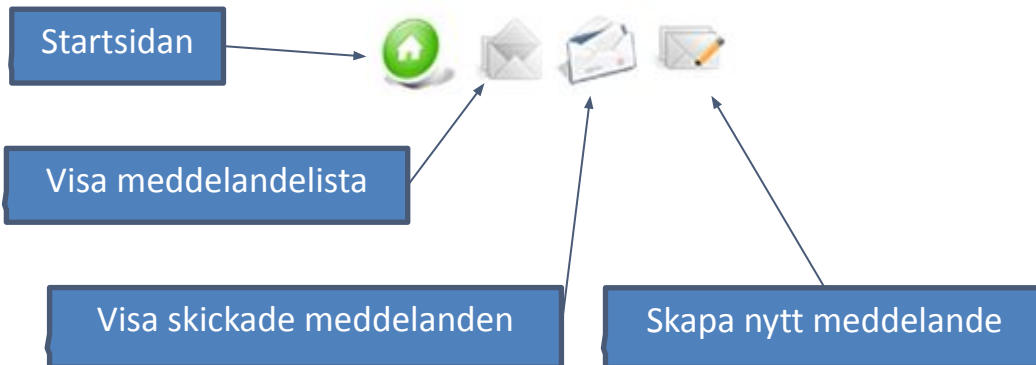 Startsidan
Visa meddelandelista
Visa skickade meddelanden
Skapa nytt meddelande